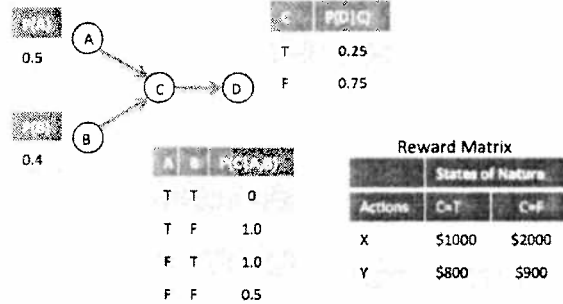 P(A)
0.5
A
C
D
P(B)
0.4
B
C P(D|C)
T 0.25
F 0.75
A B P(C|A,B)
T T 0
T F 1.0
F T 1.0
F F 0.5
Reward Matrix
States of Nature
Actions C=T C=F
X $1000 $2000
Y $800 $900